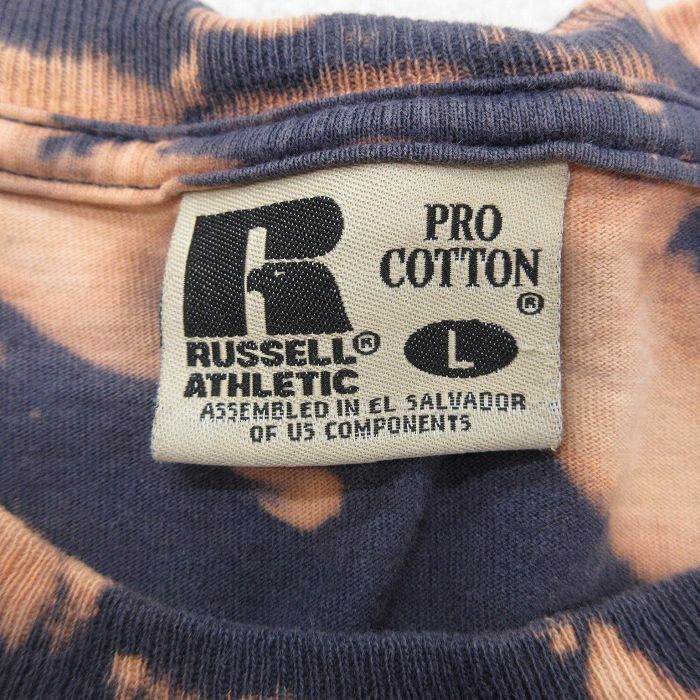 R
RUSSELL®
ATHLETIC
PRO
COTTON
®
L
ASSEMBLED IN EL SALVADOR
OF US COMPONENTS